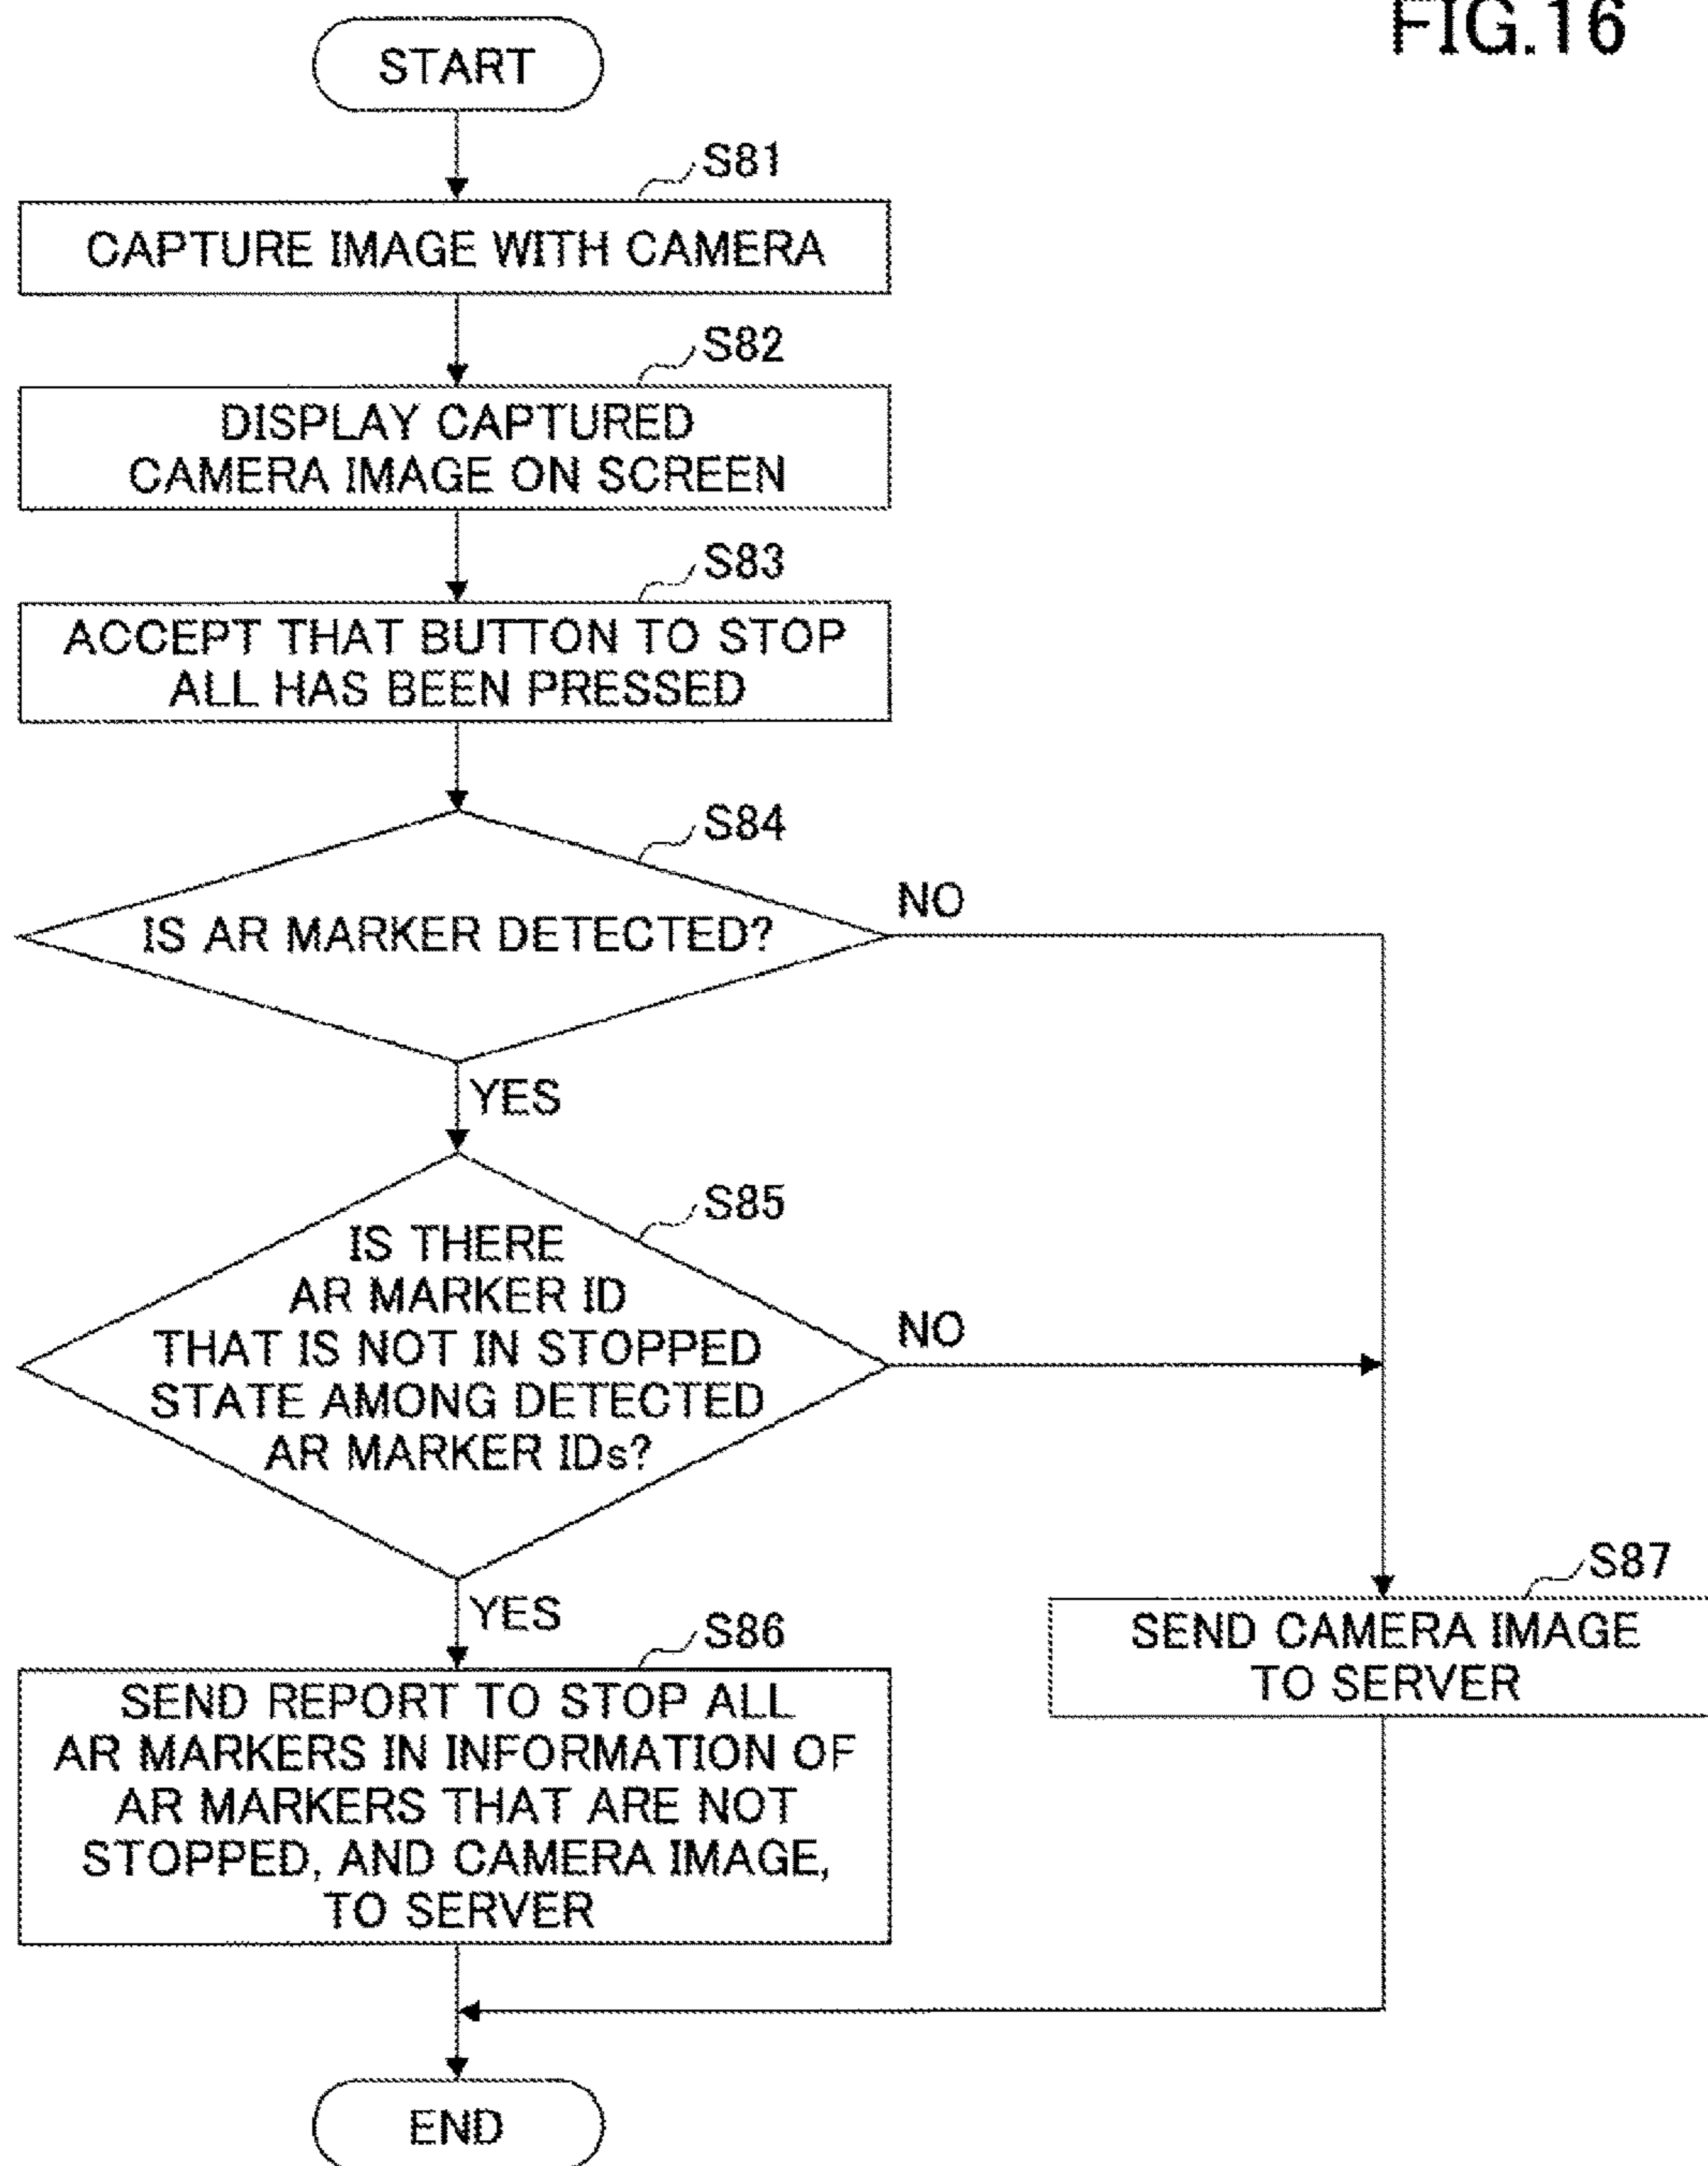 FIG.16
START
S81
CAPTURE IMAGE WITH CAMERA
S82
DISPLAY CAPTURED
CAMERA IMAGE ON SCREEN
S83
ACCEPT THAT BUTTON TO STOP
ALL HAS BEEN PRESSED
S84
IS AR MARKER DETECTED?
NO
YES
S85
IS THERE
AR MARKER ID
THAT IS NOT IN STOPPED
STATE AMONG DETECTED
AR MARKER IDs?
NO
YES
S86
SEND REPORT TO STOP ALL
AR MARKERS IN INFORMATION OF
AR MARKERS THAT ARE NOT
STOPPED, AND CAMERA IMAGE,
TO SERVER
S87
SEND CAMERA IMAGE
TO SERVER
END